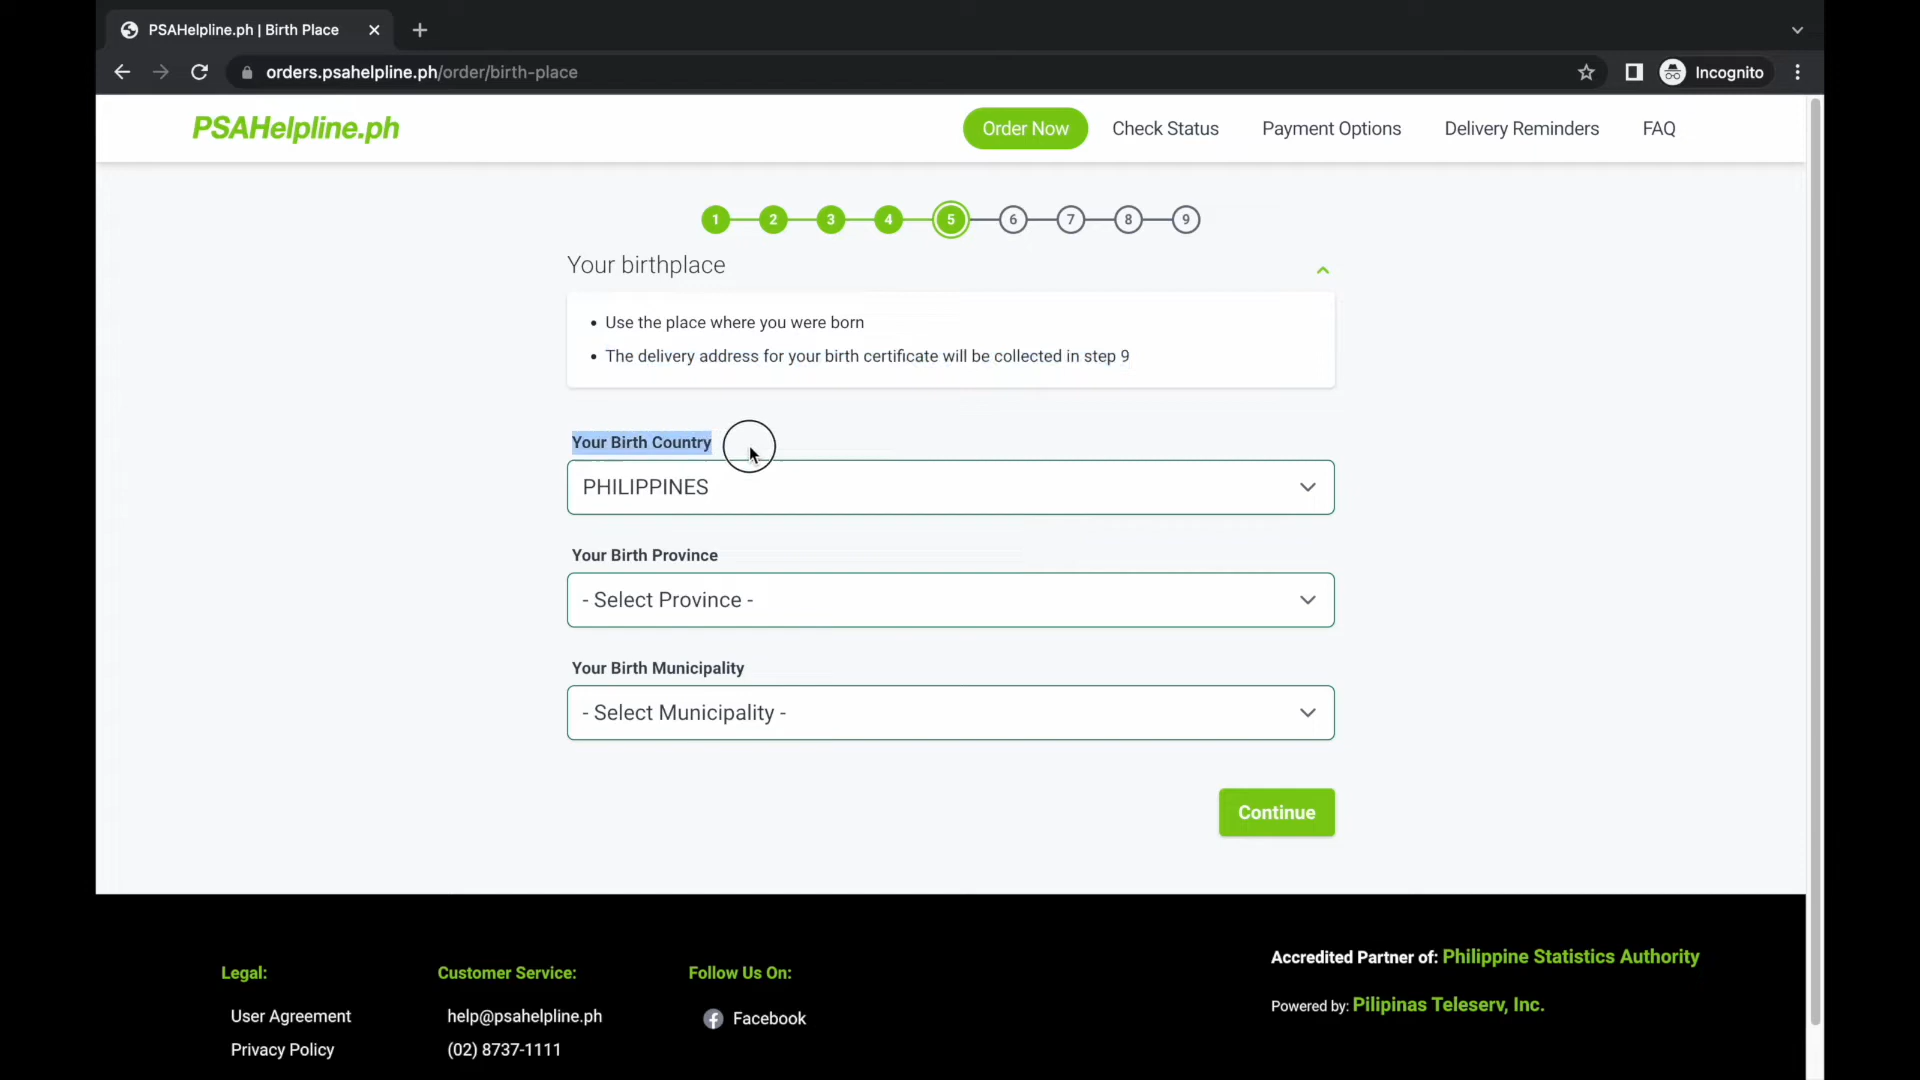 PSAHelpline.ph | Birth Place
orders.psahelpline.ph/order/birth-place
Incognito
PSAHelpline.ph
Order Now
Check Status
Payment Options
Delivery Reminders
FAQ
1 2 3 4 5 6 7 8 9
Your birthplace
• Use the place where you were born
• The delivery address for your birth certificate will be collected in step 9
Your Birth Country
PHILIPPINES
Your Birth Province
- Select Province -
Your Birth Municipality
- Select Municipality -
Continue
Legal:
User Agreement
Privacy Policy
Customer Service:
help@psahelpline.ph
(02) 8737-1111
Follow Us On:
Facebook
Accredited Partner of: Philippine Statistics Authority
Powered by: Pilipinas Teleserv, Inc.